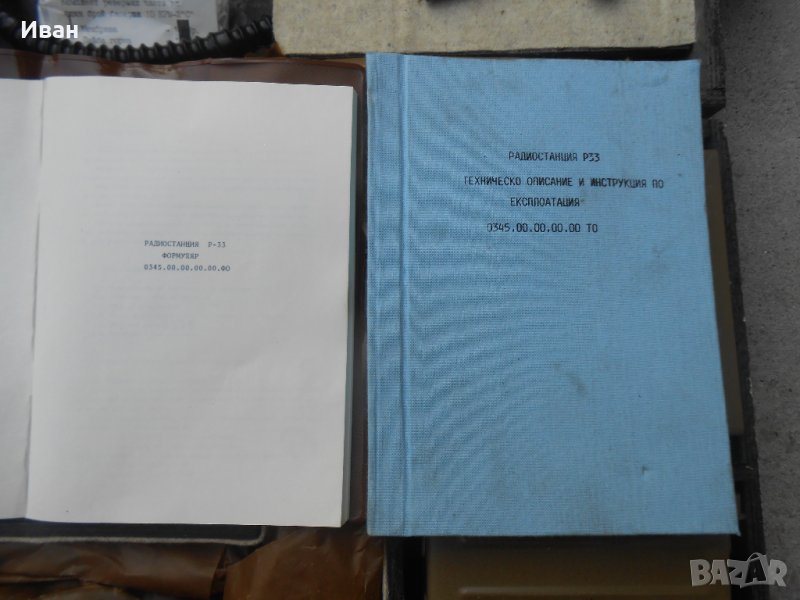 Иван
РАДИОСТАНЦИЯ Р-33
ФОРМУЛЯР
0345.00.00.00.00.ФО
РАДИОСТАНЦИЯ Р33
ТЕХНИЧЕСКО ОПИСАНИЕ И ИНСТРУКЦИЯ ПО
ЕКСПЛОАТАЦИЯ
0345.00.00.00.00 ТО
BAZAR